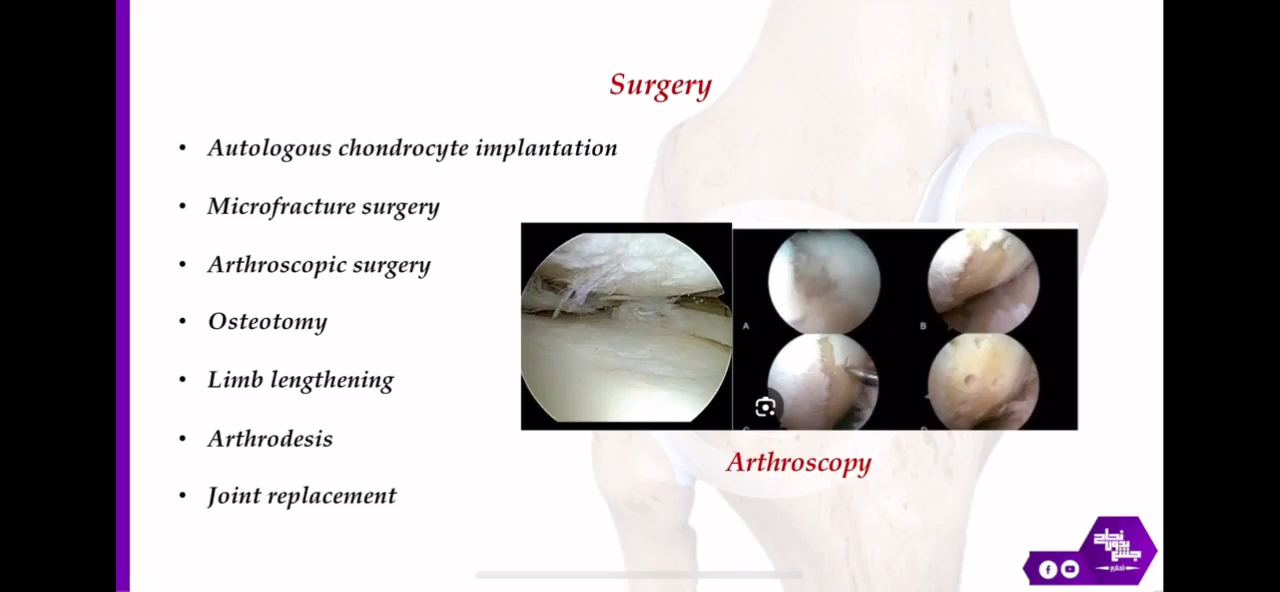 Surgery
• Autologous chondrocyte implantation
• Microfracture surgery
• Arthroscopic surgery
• Osteotomy
• Limb lengthening
• Arthrodesis
• Joint replacement
A
B
Arthroscopy